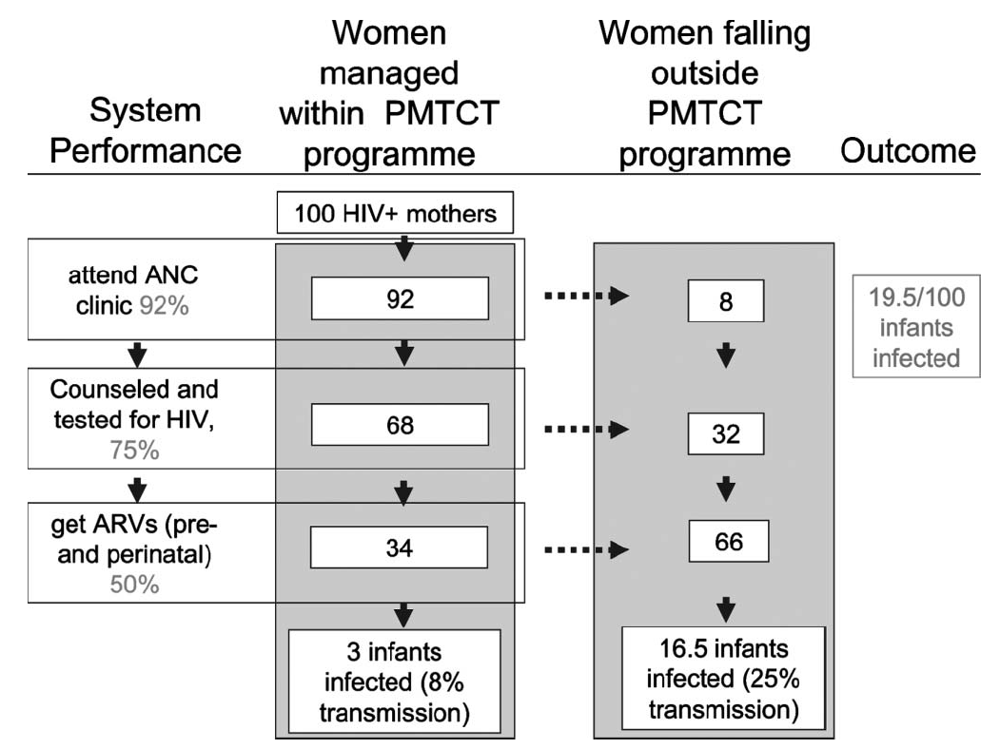 System
Performance
Women
managed
within PMTCT
programme
Women falling
outside
PMTCT
programme
Outcome
100 HIV+ mothers
attend ANC
clinic 92%
92
8
19.5/100
infants
infected
Counseled and
tested for HIV,
75%
68
32
get ARVs (pre-
and perinatal)
50%
34
66
3 infants
infected (8%
transmission)
16.5 infants
infected (25%
transmission)